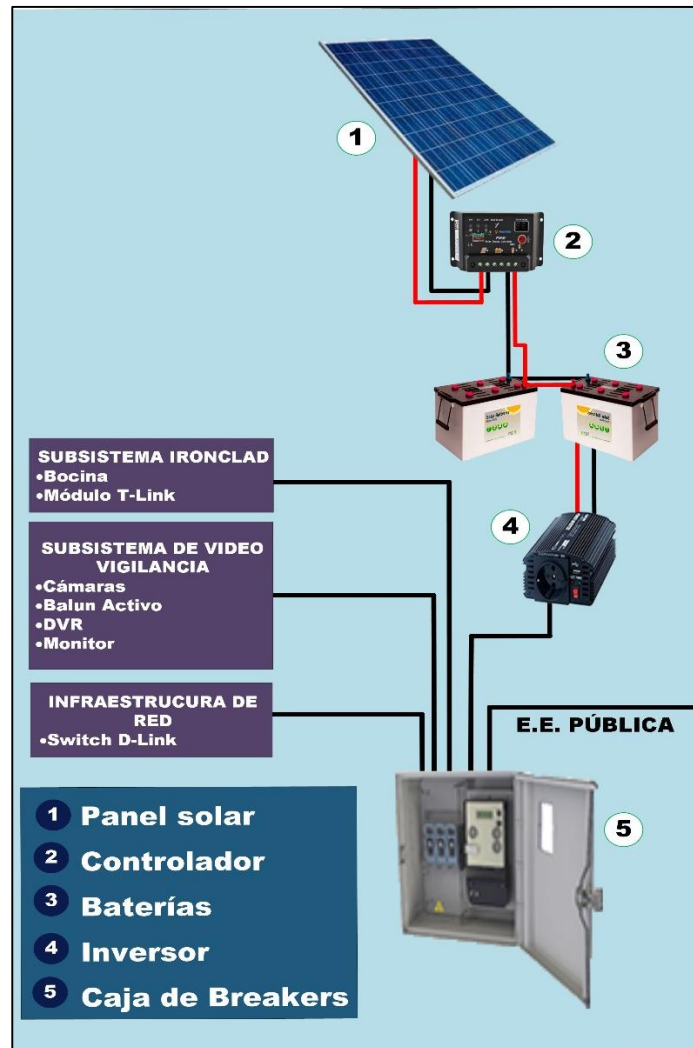 1
2
3
SUBSISTEMA IRONCLAD
•Bocina
•Módulo T-Link
4
SUBSISTEMA DE VIDEO
VIGILANCIA
•Cámaras
•Balun Activo
•DVR
•Monitor
INFRAESTRUCURA DE
RED
•Switch D-Link
E.E. PÚBLICA
5
1 Panel solar
2 Controlador
3 Baterías
4 Inversor
5 Caja de Breakers